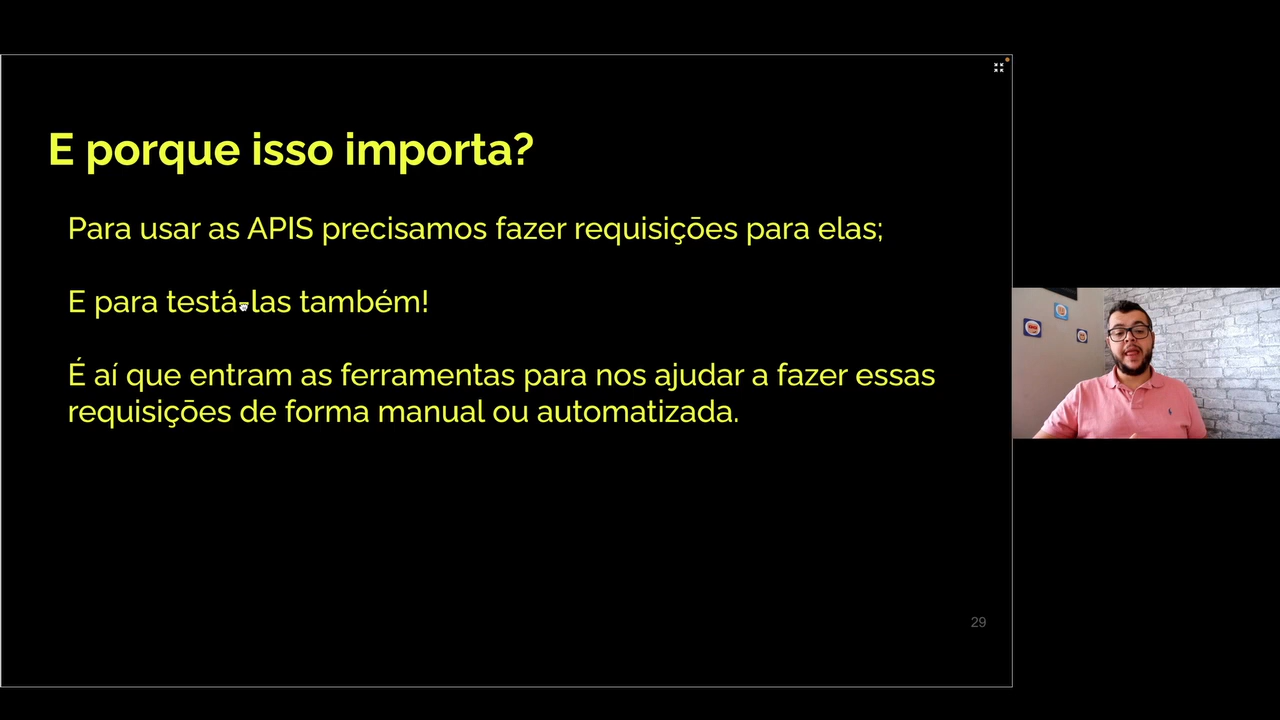 E porque isso importa?
Para usar as APIS precisamos fazer requisições para elas;
E para testá-las também!
É aí que entram as ferramentas para nos ajudar a fazer essas
requisições de forma manual ou automatizada.
29